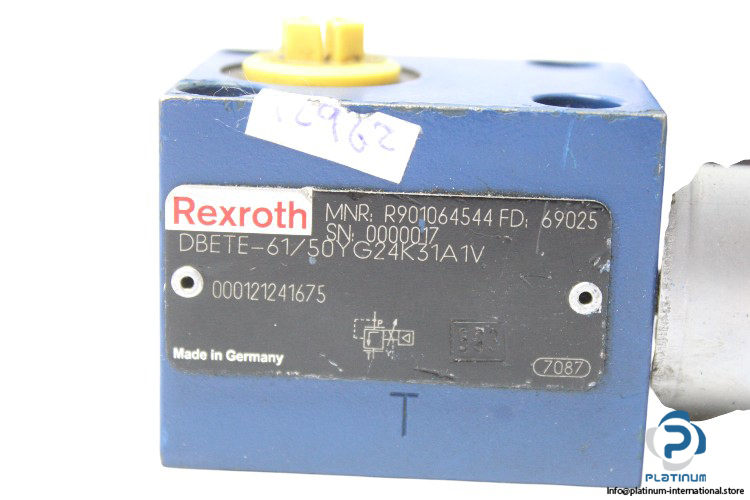 12962
Rexroth
MNR: R901064544 FD: 69025
SN: 0000017
DBETE-61/50YG24K31A1V
000121241675
P
Made in Germany
7087
T
PLATINUM
Info@platinum-international.store